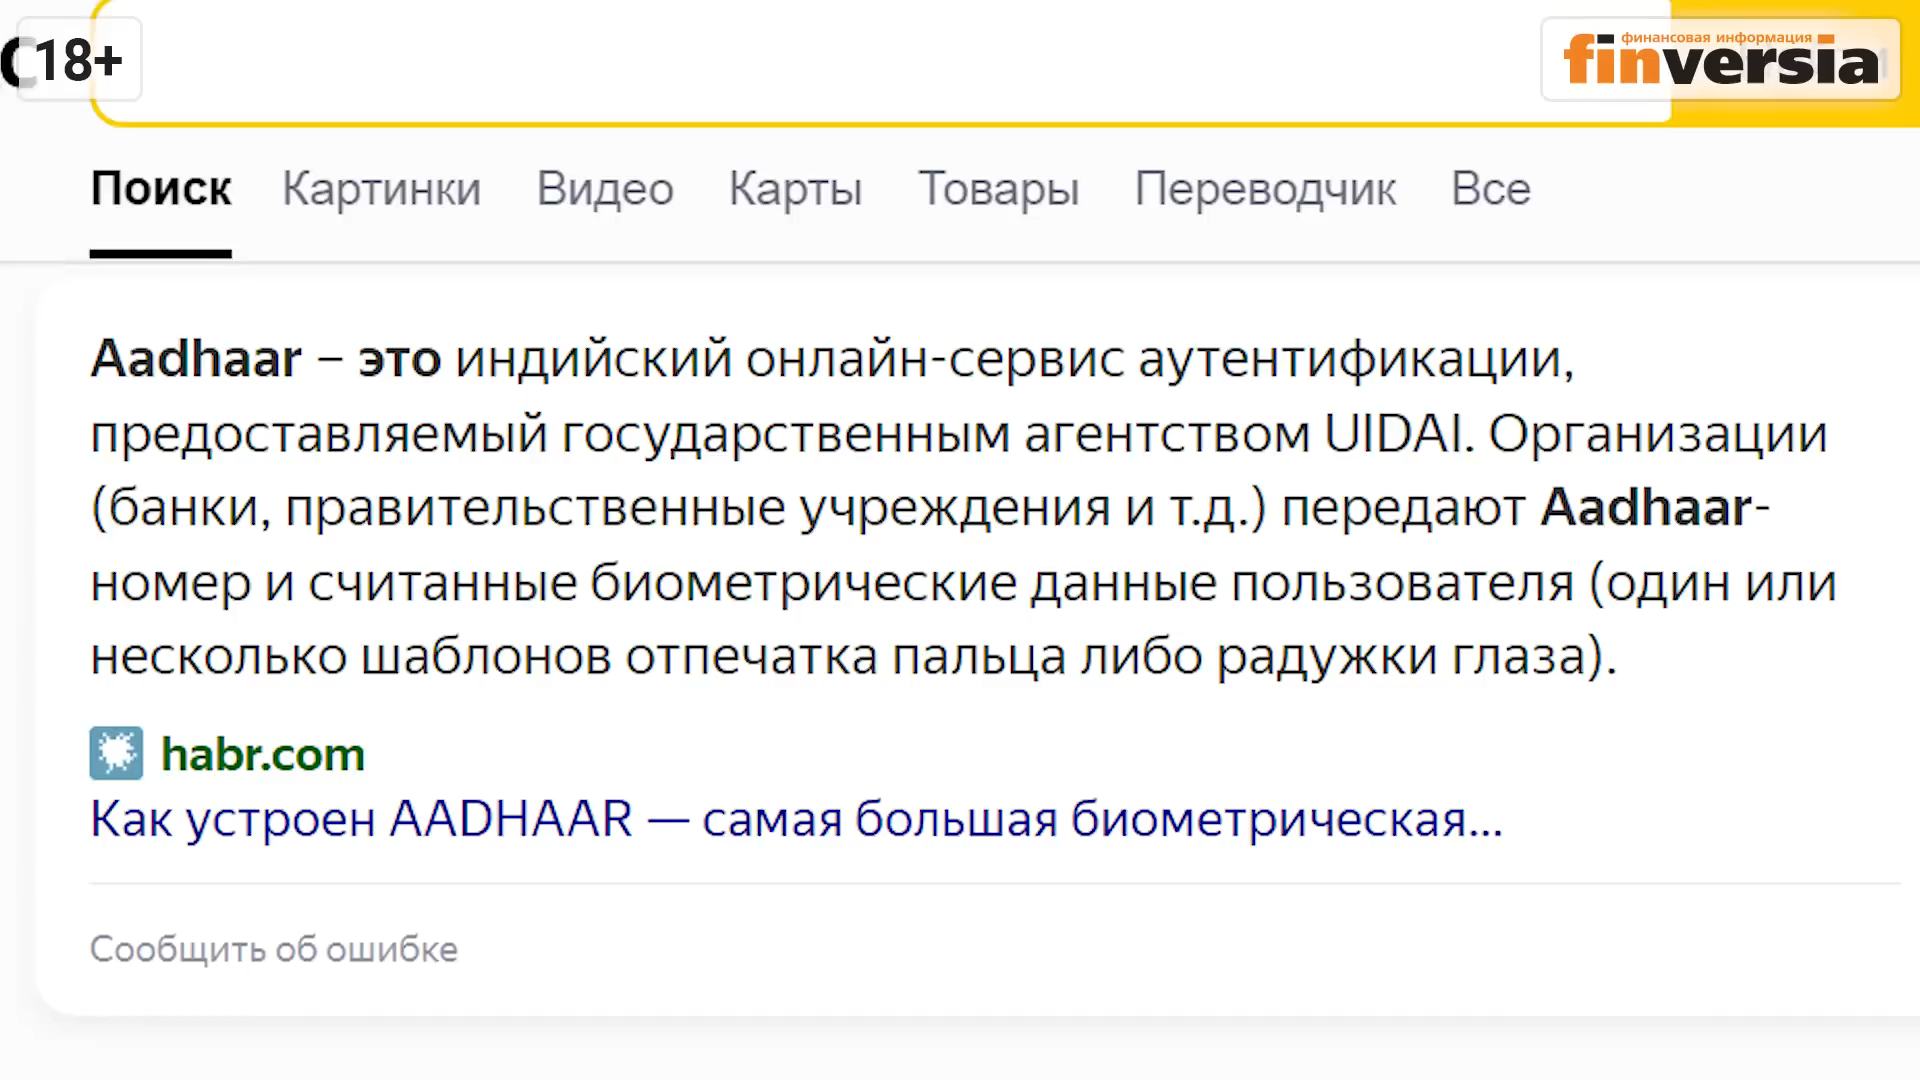 18+
финансовая информация
finversia
Поиск Картинки Видео Карты Товары Переводчик Все
Aadhaar – это индийский онлайн-сервис аутентификации,
предоставляемый государственным агентством UIDAI. Организации
(банки, правительственные учреждения и т.д.) передают Aadhaar-
номер и считанные биометрические данные пользователя (один или
несколько шаблонов отпечатка пальца либо радужки глаза).
habr.com
Как устроен AADHAAR — самая большая биометрическая...
Сообщить об ошибке